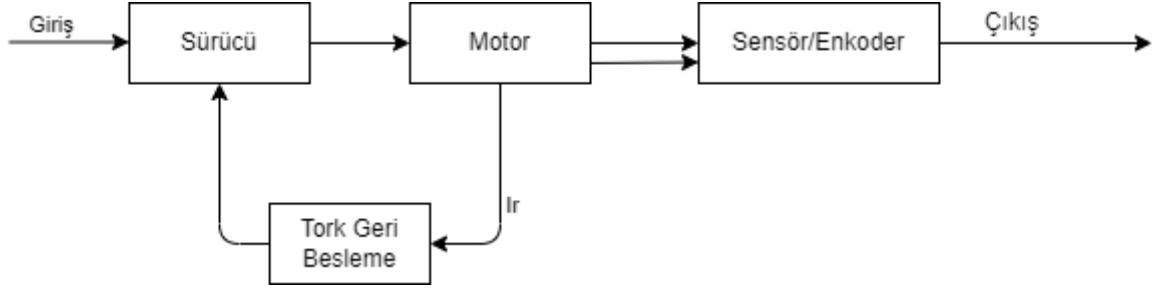 Giriş
Sürücü
Motor
Sensör/Enkoder
Çıkış
Ir
Tork Geri
Besleme